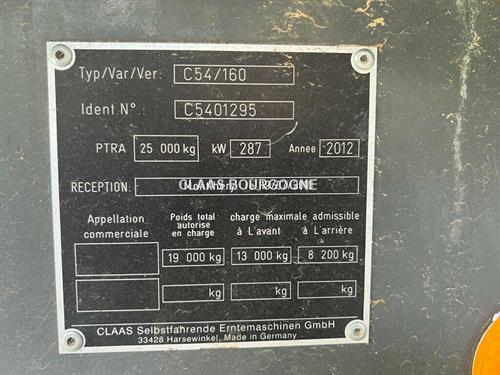 Typ/Var/Ver. C54/160
Ident.N° C5401295
PTRA 25 000 kg kW 287 Année 2012
RECEPTION: CLAAS BOURGOGNE
Appellation commerciale Poids total autorise en charge charge maximale admissible à L'avant à L'arrière
19 000 kg 13 000 kg 8 200 kg
kg kg kg
CLAAS Selbstfahrende Erntemaschinen GmbH
33428 Harsewinkel, Made in Germany